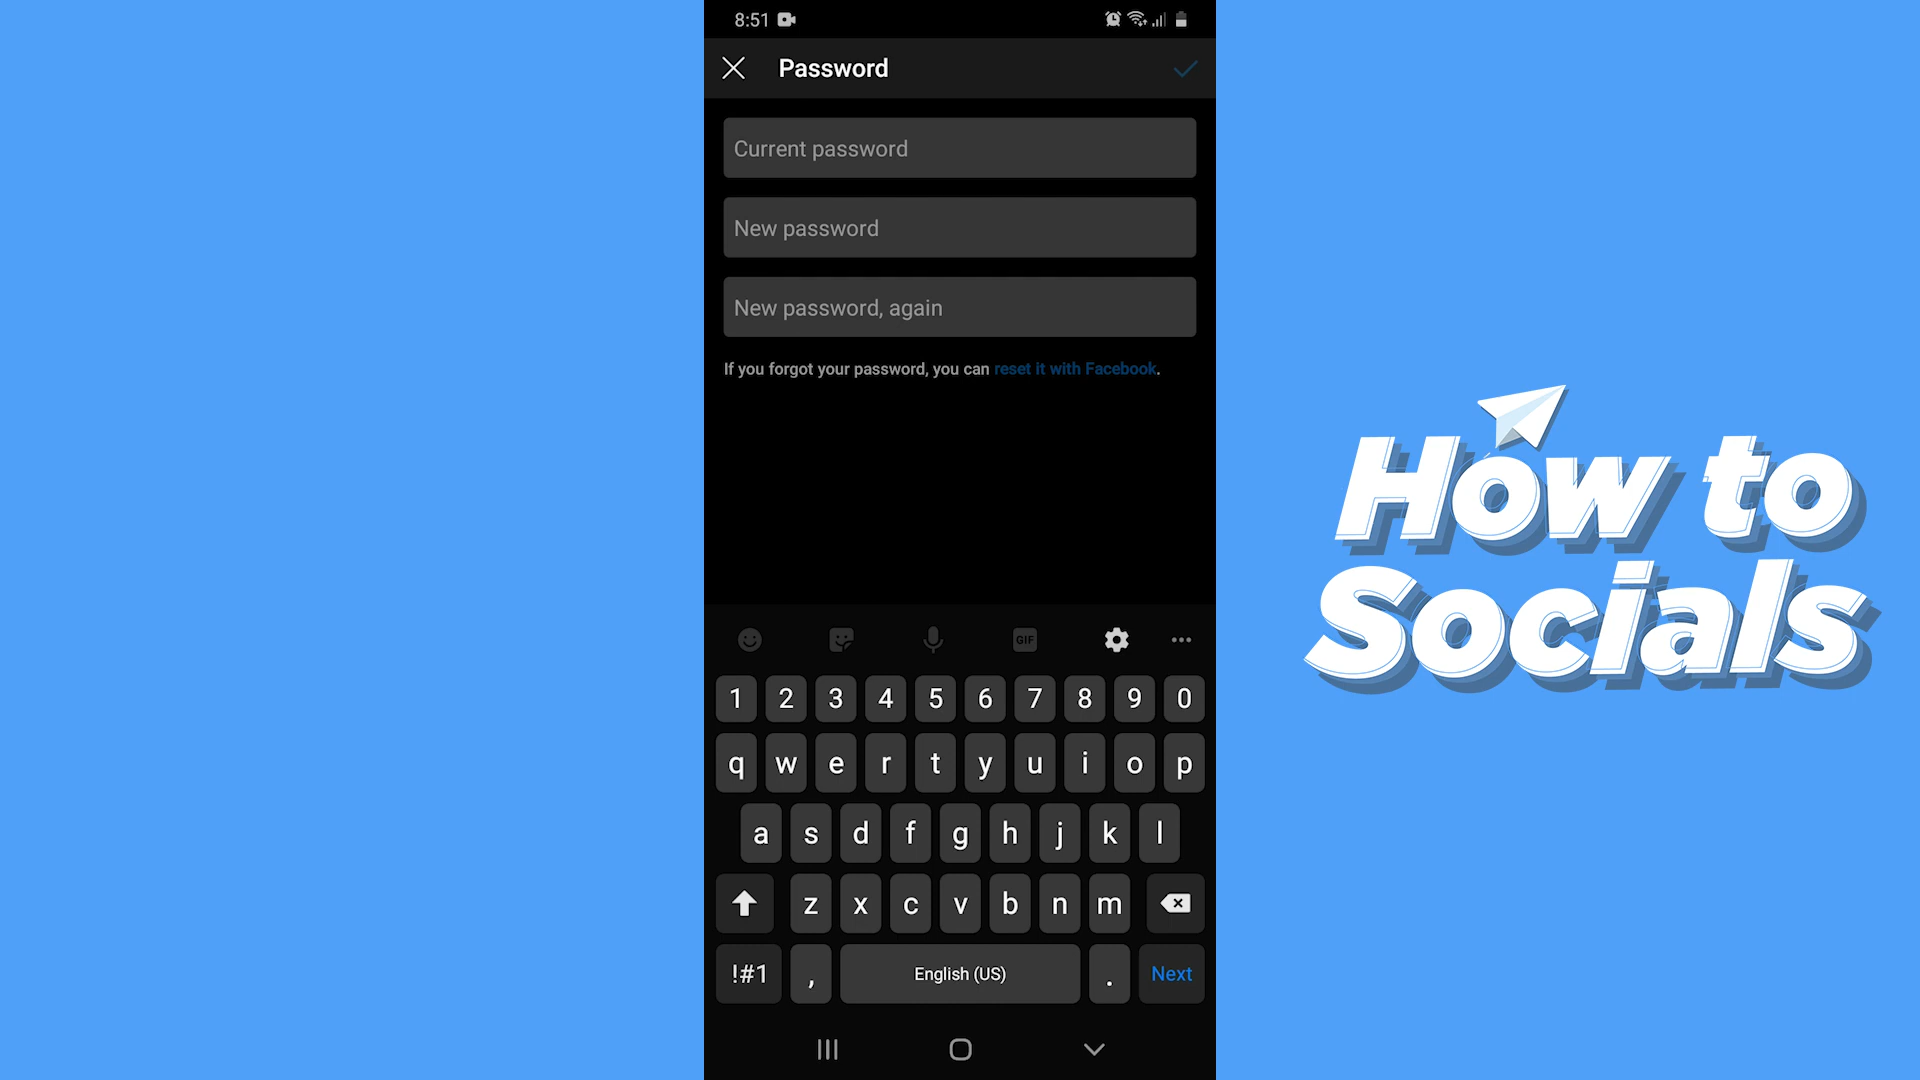 8:51
Password
Current password
New password
New password, again
If you forgot your password, you can reset it with Facebook.
GIF
1 2 3 4 5 6 7 8 9 0
q w e r t y u i o p
a s d f g h j k l
z x c v b n m
!#1 , English (US) . Next
How to
Socials